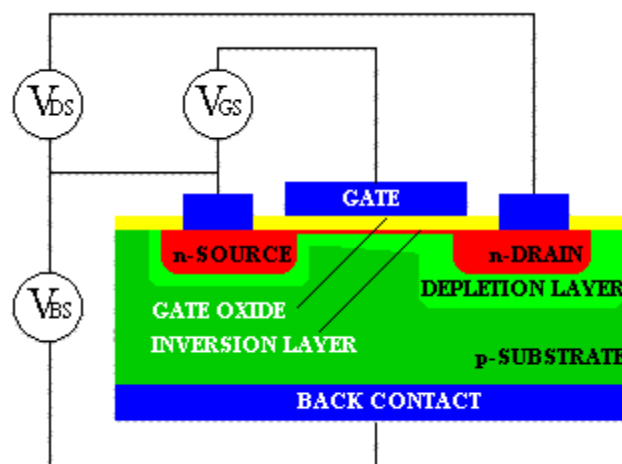 VDS
VGS
GATE
n-SOURCE
n-DRAIN
DEPLETION LAYER
VBS
GATE OXIDE
INVERSION LAYER
p-SUBSTRATE
BACK CONTACT